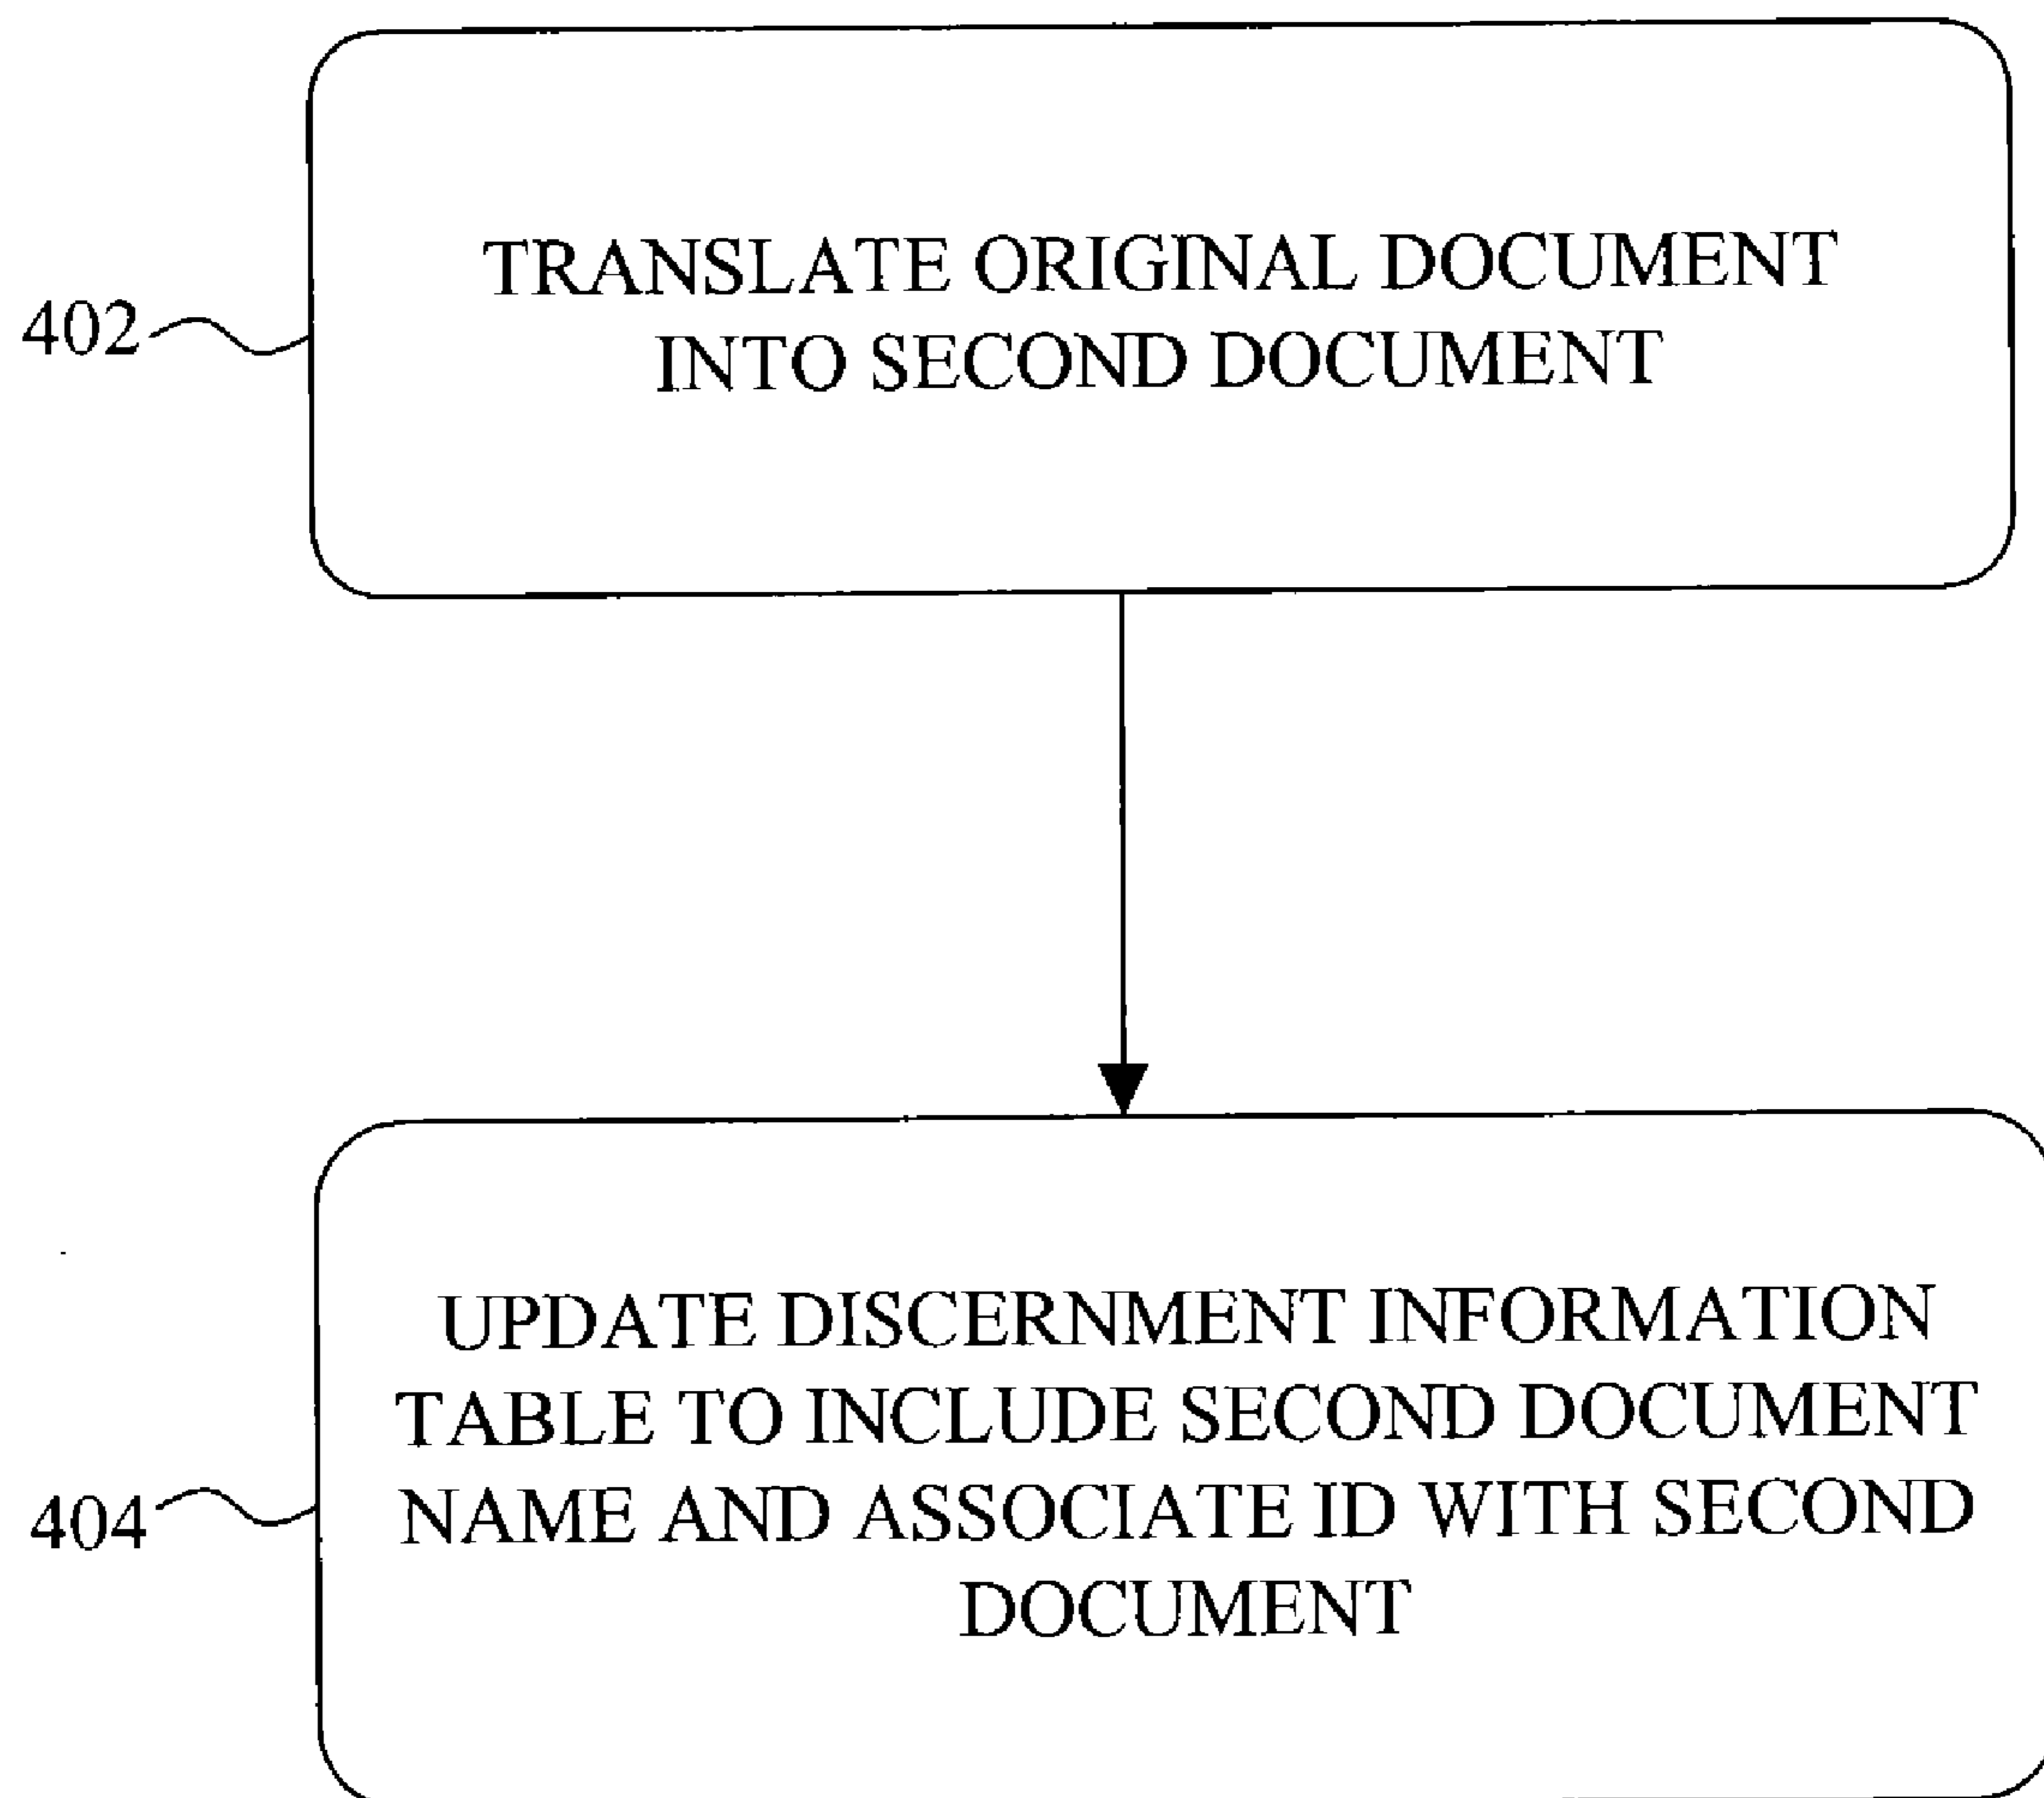 TRANSLATE ORIGINAL DOCUMENT
INTO SECOND DOCUMENT
402
UPDATE DISCERNMENT INFORMATION
TABLE TO INCLUDE SECOND DOCUMENT
NAME AND ASSOCIATE ID WITH SECOND
DOCUMENT
404